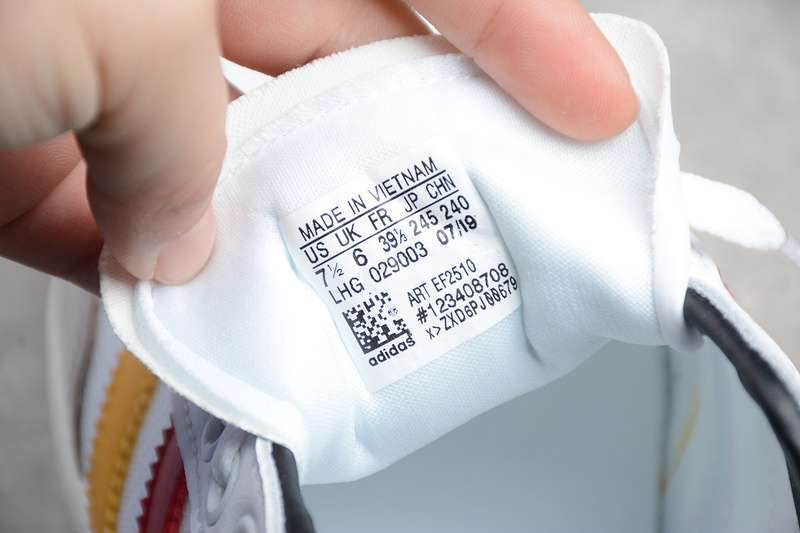 MADE IN VIETNAM
US UK FR JP CHN
7½ 6 39⅓ 245 240
LHG 029003 07/19
ART EF2510
#123408708
x>ZXD6PJ00679
adidas